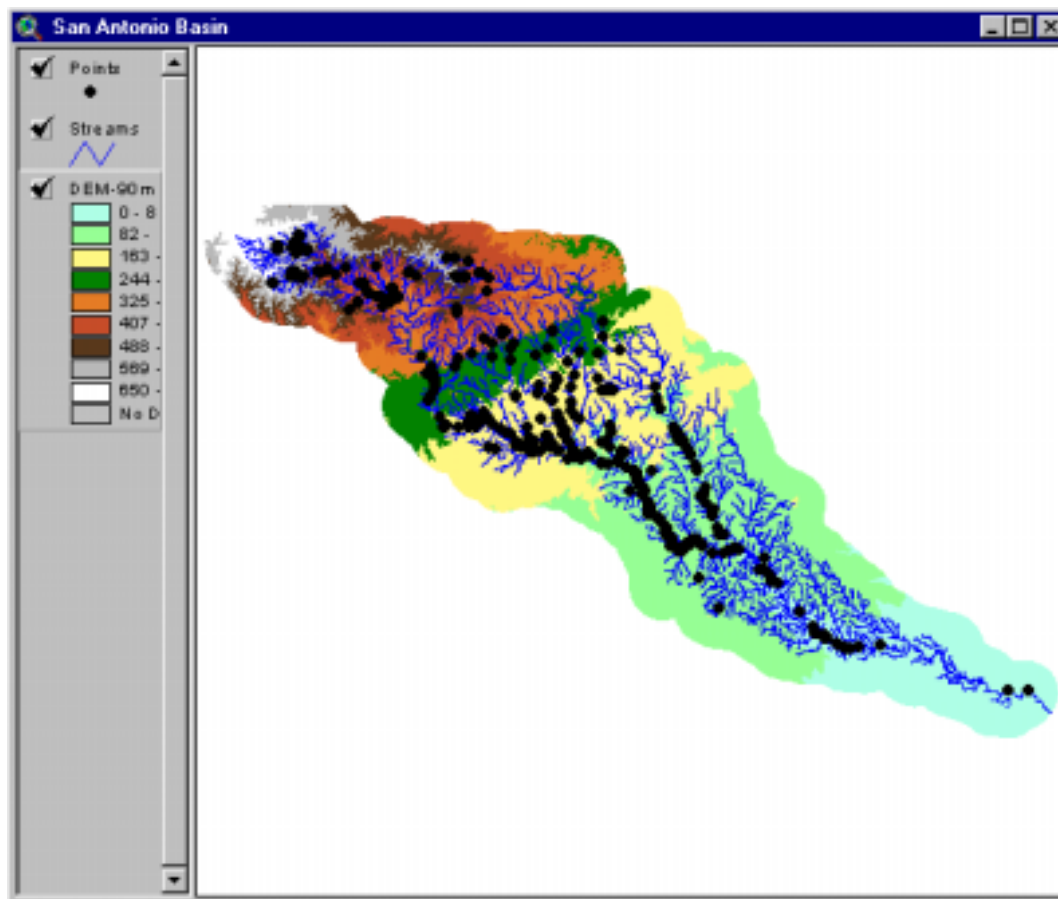 San Antonio Basin
Points
Streams
DEM-90m
0 - 8
82 -
163 -
244 -
325 -
407 -
488 -
569 -
650 -
No D